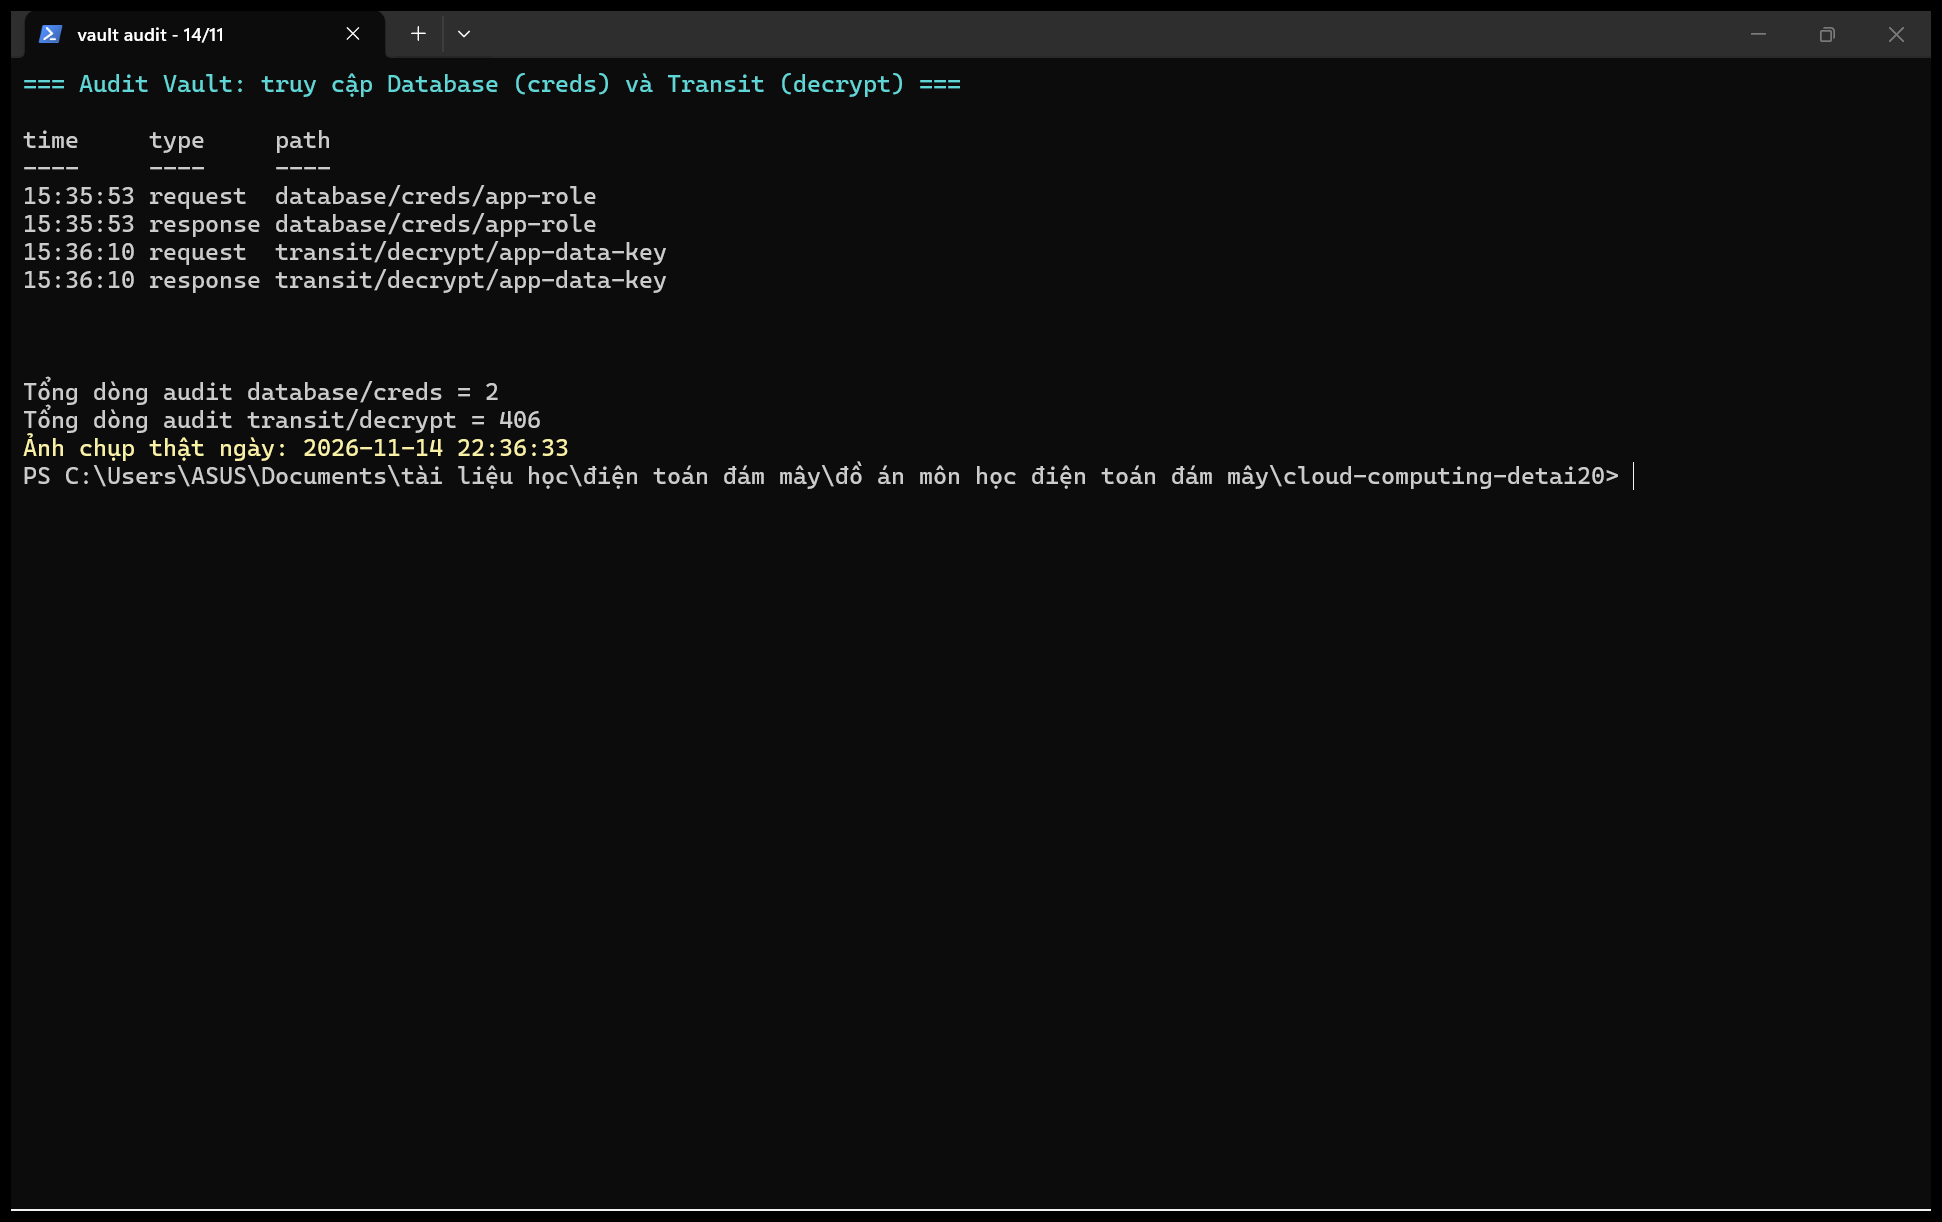 vault audit - 14/11
=== Audit Vault: truy cập Database (creds) và Transit (decrypt) ===
time     type     path
----     ----     ----
15:35:53 request  database/creds/app-role
15:35:53 response database/creds/app-role
15:36:10 request  transit/decrypt/app-data-key
15:36:10 response transit/decrypt/app-data-key
Tổng dòng audit database/creds = 2
Tổng dòng audit transit/decrypt = 406
Ảnh chụp thật ngày: 2026-11-14 22:36:33
PS C:\Users\ASUS\Documents\tài liệu học\điện toán đám mây\đồ án môn học điện toán đám mây\cloud-computing-detai20>